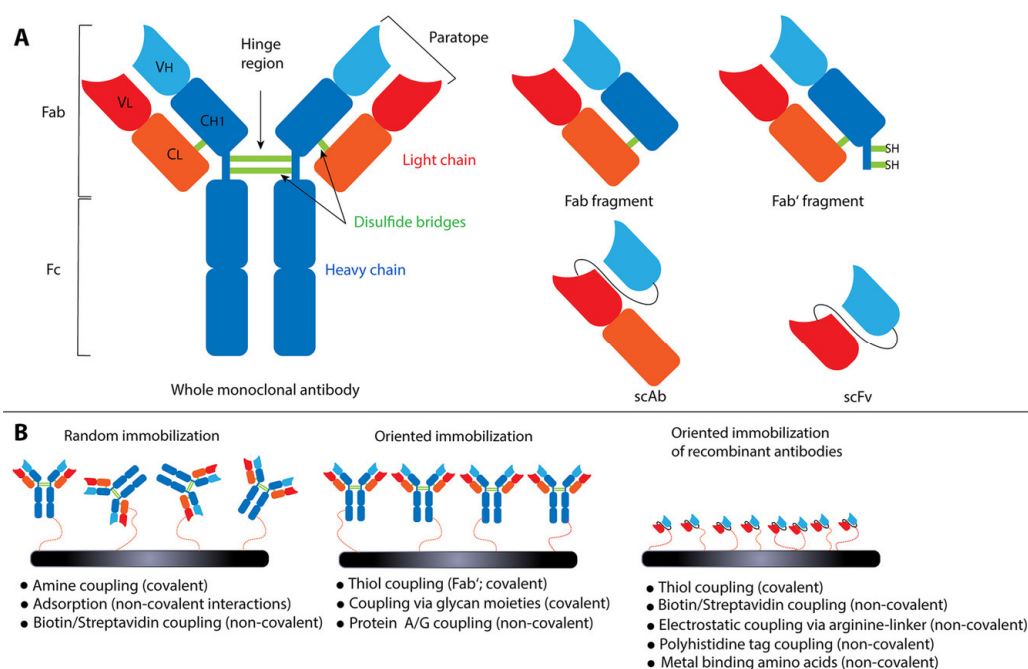 A
Hinge
region
Paratope
Fab
VH
VL
CH1
CL
Light chain
Disulfide bridges
Fc
Heavy chain
Whole monoclonal antibody
SH
SH
Fab fragment
Fab' fragment
scAb
scFv
B
Random immobilization
● Amine coupling (covalent)
● Adsorption (non-covalent interactions)
● Biotin/Streptavidin coupling (non-covalent)
Oriented immobilization
● Thiol coupling (Fab'; covalent)
● Coupling via glycan moieties (covalent)
● Protein A/G coupling (non-covalent)
Oriented immobilization
of recombinant antibodies
● Thiol coupling (covalent)
● Biotin/Streptavidin coupling (non-covalent)
● Electrostatic coupling via arginine-linker (non-covalent)
● Polyhistidine tag coupling (non-covalent)
● Metal binding amino acids (non-covalent)